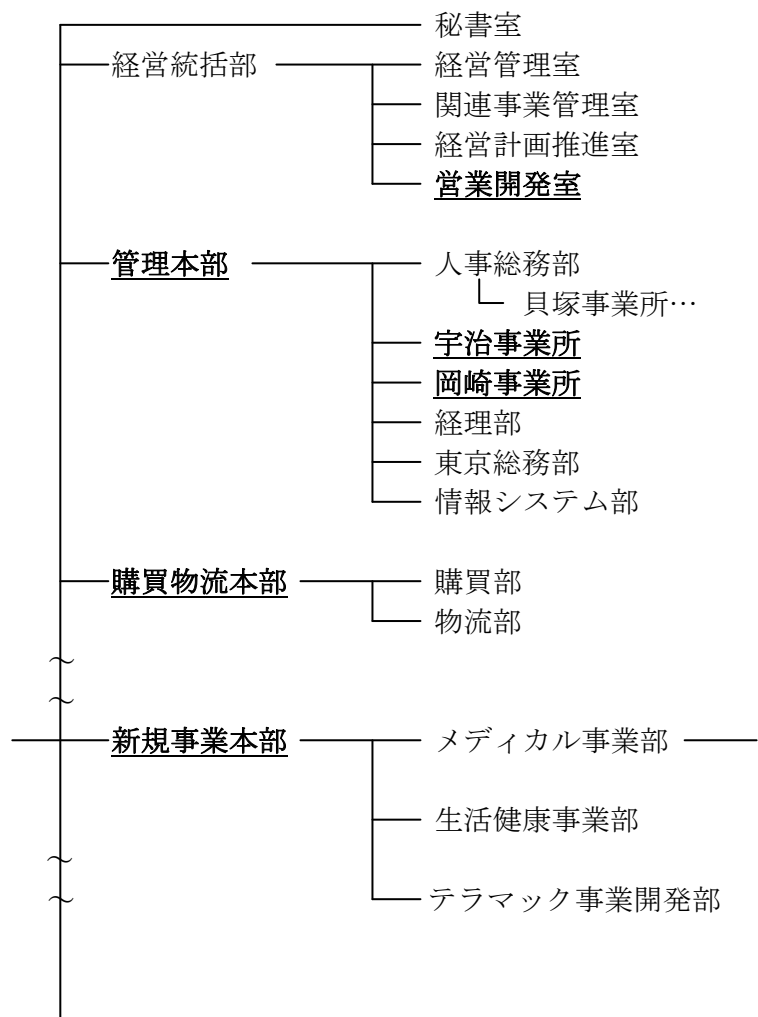 秘書室
経営統括部 経営管理室
関連事業管理室
経営計画推進室
営業開発室
管理本部 人事総務部
貝塚事業所…
宇治事業所
岡崎事業所
経理部
東京総務部
情報システム部
購買物流本部 購買部
物流部
新規事業本部 メディカル事業部
生活健康事業部
テラマック事業開発部